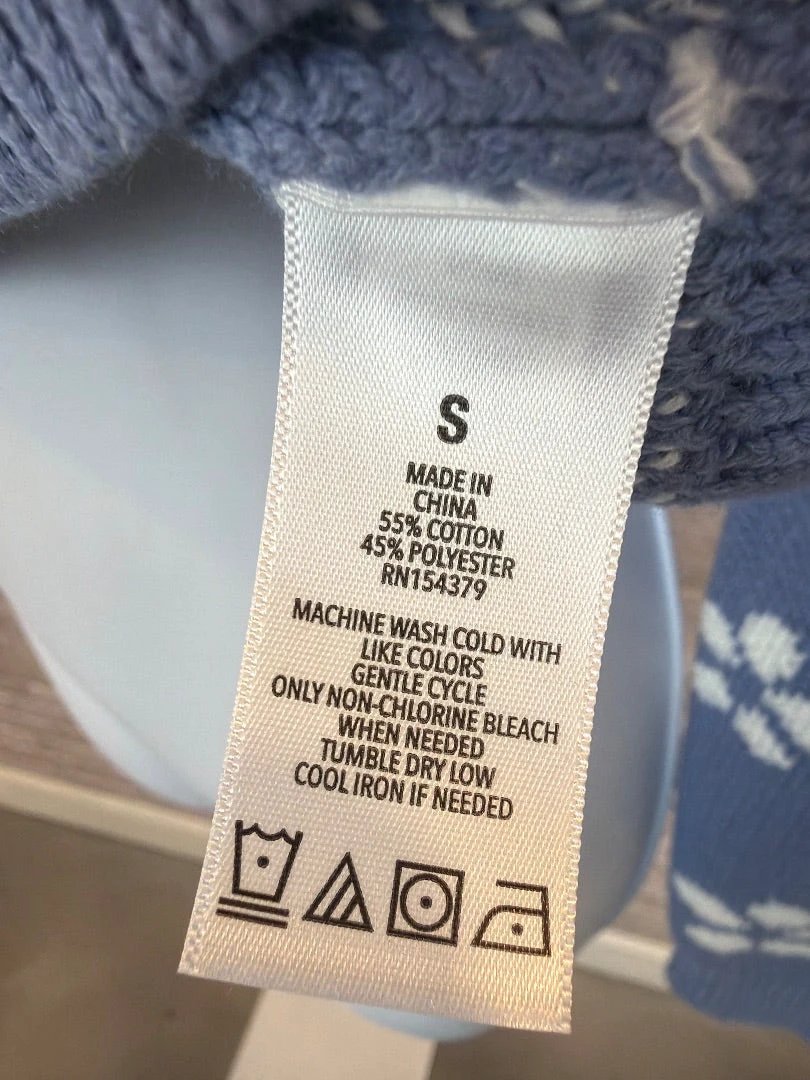 S
MADE IN
CHINA
55% COTTON
45% POLYESTER
RN154379
MACHINE WASH COLD WITH
LIKE COLORS
GENTLE CYCLE
ONLY NON-CHLORINE BLEACH
WHEN NEEDED
TUMBLE DRY LOW
COOL IRON IF NEEDED